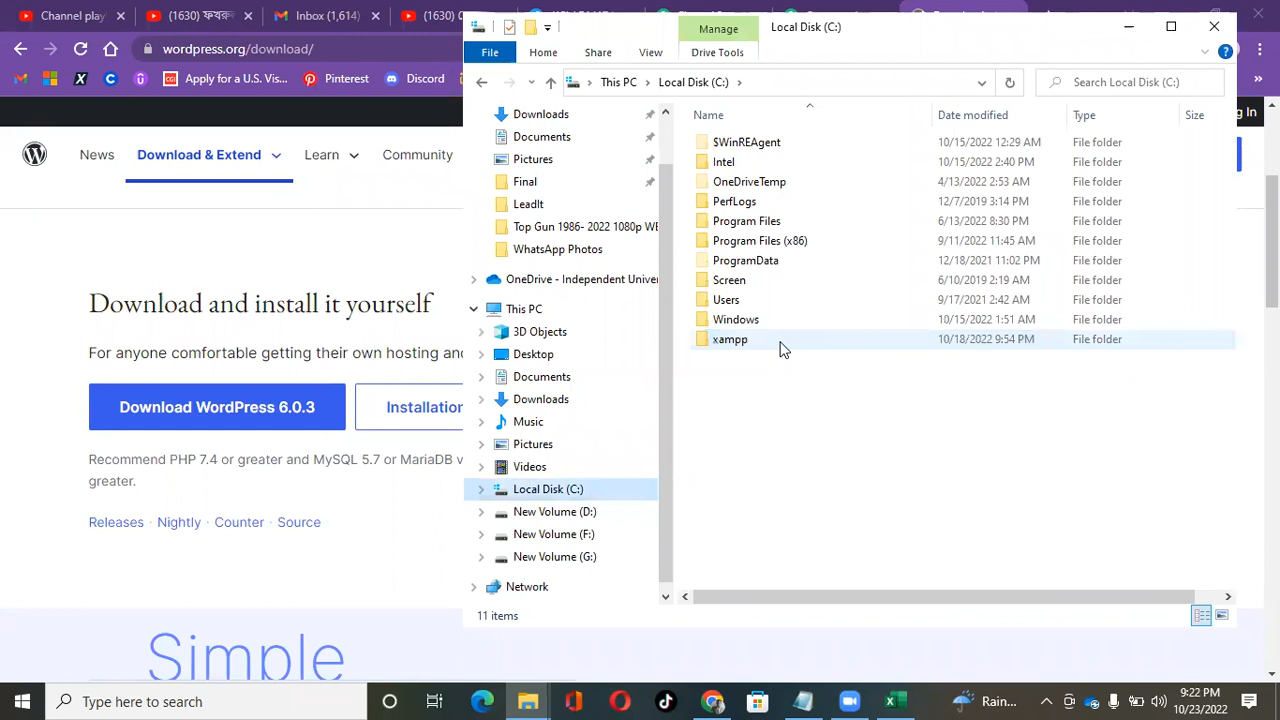 (1630)
(1630)
Inbox (1,614)
(1630)
wordpress.org/download/
Apply for a U.S. Vis...
Pinterest
Discord
»
News
Download & Extend
Learn
Community
Download and install it yourself
For anyone comfortable getting their own hosting and
Download WordPress 6.0.3
Installation
Recommend PHP 7.4 or greater and MySQL 5.7 or MariaDB v
greater.
Releases · Nightly · Counter · Source
Simple
in
Manage
Local Disk (C:)
File
Home
Share
View
Drive Tools
This PC
Local Disk (C:)
Search Local Disk (C:)
Downloads
Documents
Pictures
Final
LeadIt
Top Gun 1986- 2022 1080p WE
WhatsApp Photos
OneDrive - Independent Univer
This PC
3D Objects
Desktop
Documents
Downloads
Music
Pictures
Videos
Local Disk (C:)
New Volume (D:)
New Volume (F:)
New Volume (G:)
Network
Name
Date modified
Type
Size
$WinREAgent 10/15/2022 12:29 AM File folder
Intel 10/15/2022 2:40 PM File folder
OneDriveTemp 4/13/2022 2:53 AM File folder
PerfLogs 12/7/2019 3:14 PM File folder
Program Files 6/13/2022 8:30 PM File folder
Program Files (x86) 9/11/2022 11:45 AM File folder
ProgramData 12/18/2021 11:02 PM File folder
Screen 6/10/2019 2:19 AM File folder
Users 9/17/2021 2:42 AM File folder
Windows 10/15/2022 1:51 AM File folder
xampp 10/18/2022 9:54 PM File folder
11 items
Type here to search
Rain...
9:22 PM
10/23/2022